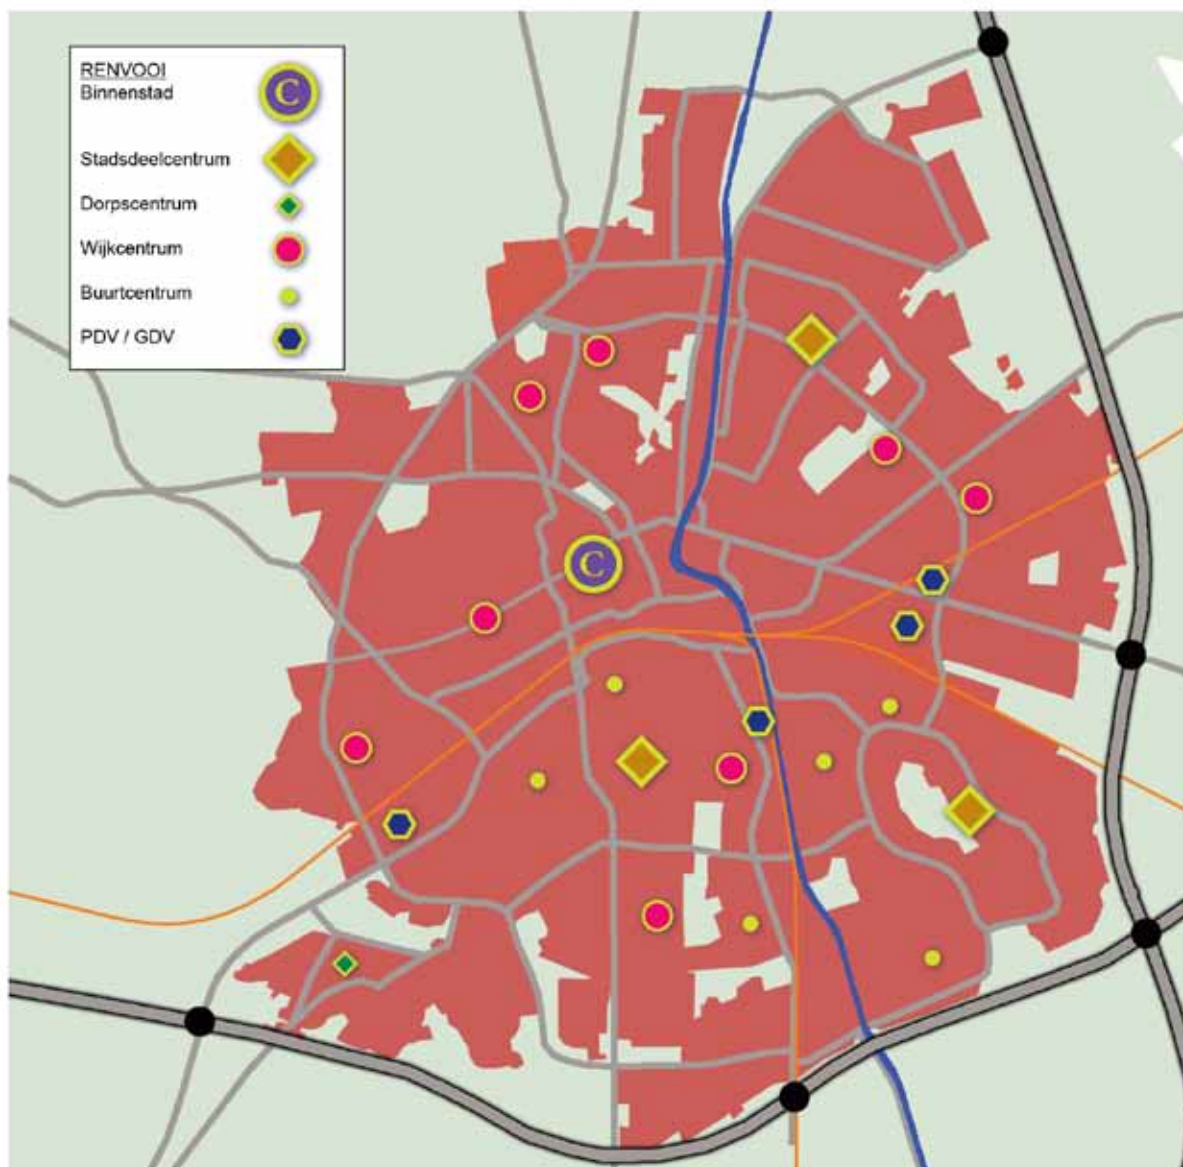 RENVOOI
Binnenstad
C
Stadsdeelcentrum
Dorpscentrum
Wijkcentrum
Buurtcentrum
PDV / GDV
C